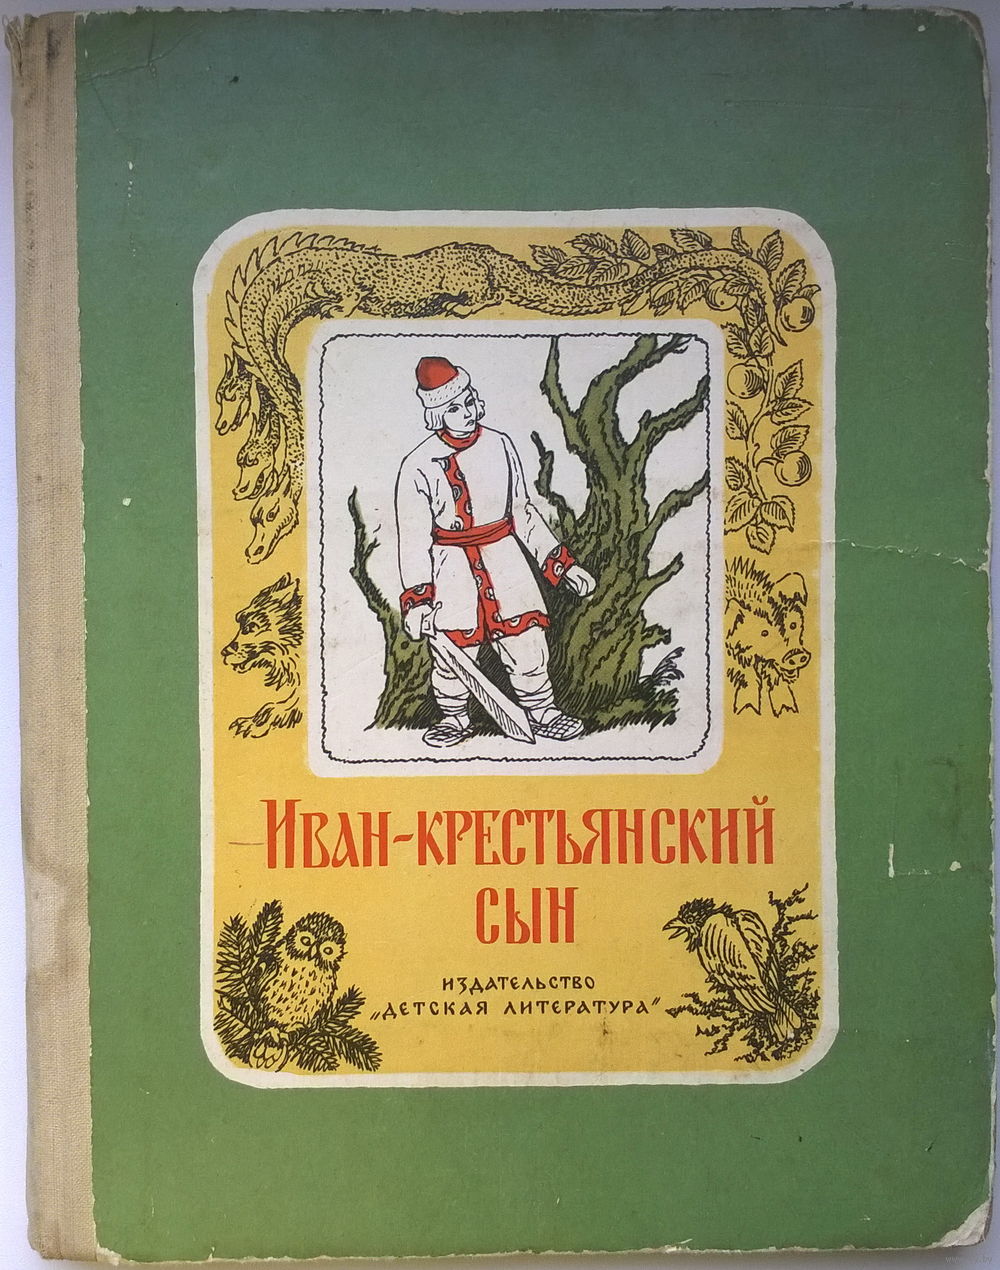 Иван-крестьянский
сын
издательство
„детская литература”